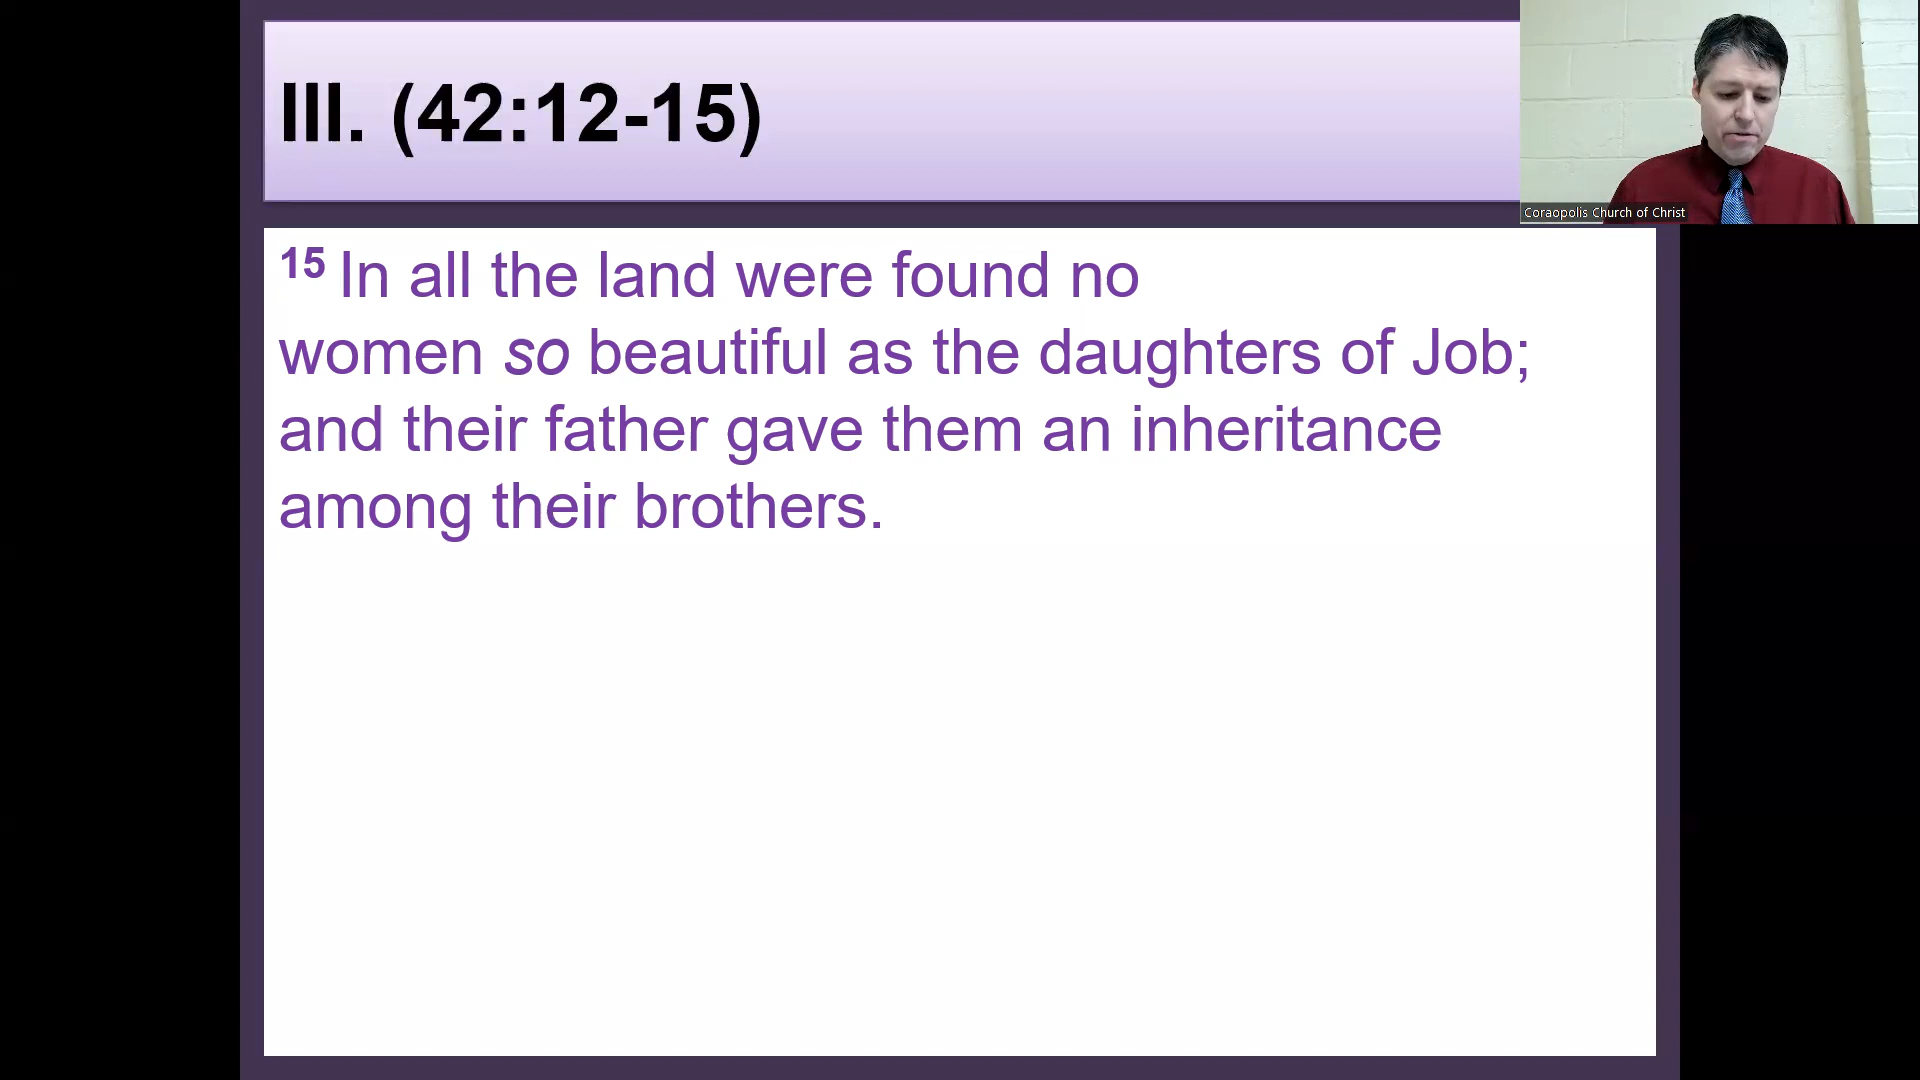 III. (42:12-15)
Coraopolis Church of Christ
15 In all the land were found no
women so beautiful as the daughters of Job;
and their father gave them an inheritance
among their brothers.